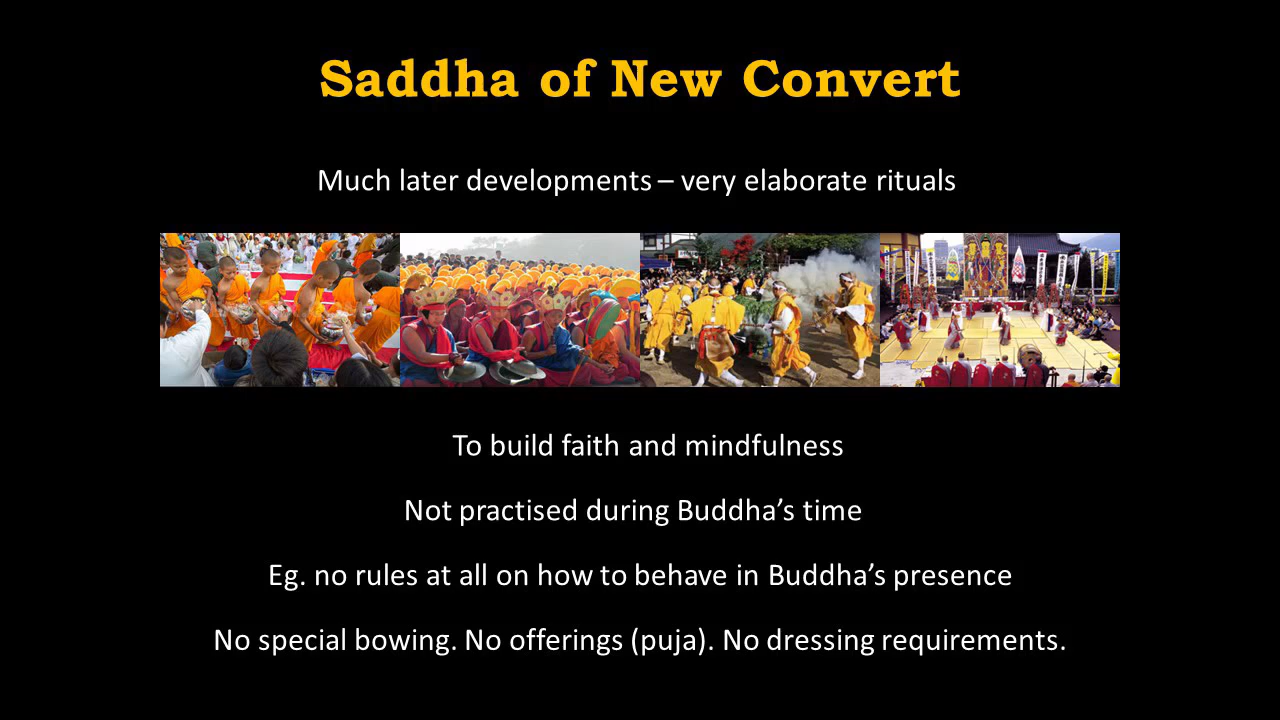 Saddha of New Convert
Much later developments – very elaborate rituals
To build faith and mindfulness
Not practised during Buddha’s time
Eg. no rules at all on how to behave in Buddha’s presence
No special bowing. No offerings (puja). No dressing requirements.